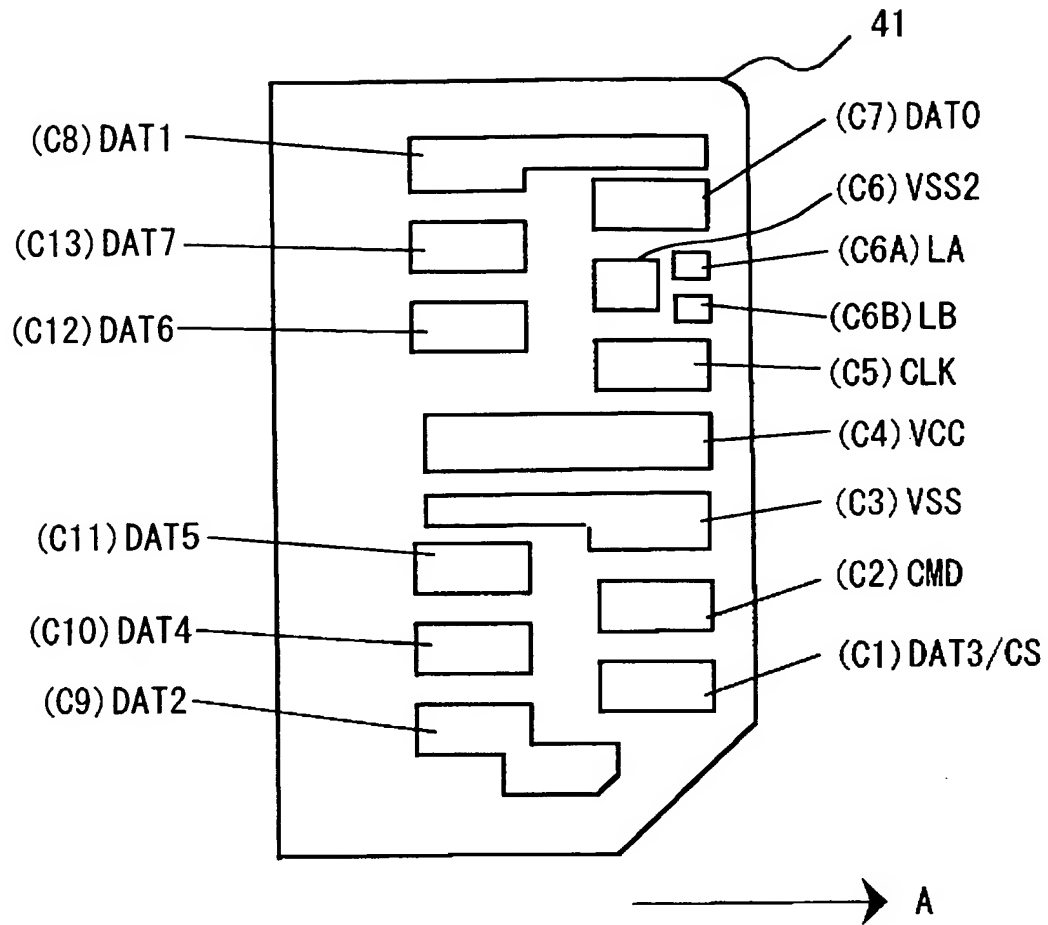 41
(C8) DAT1
(C7) DAT0
(C6) VSS2
(C13) DAT7
(C6A) LA
(C12) DAT6
(C6B) LB
(C5) CLK
(C4) VCC
(C3) VSS
(C11) DAT5
(C2) CMD
(C10) DAT4
(C1) DAT3/CS
(C9) DAT2
A